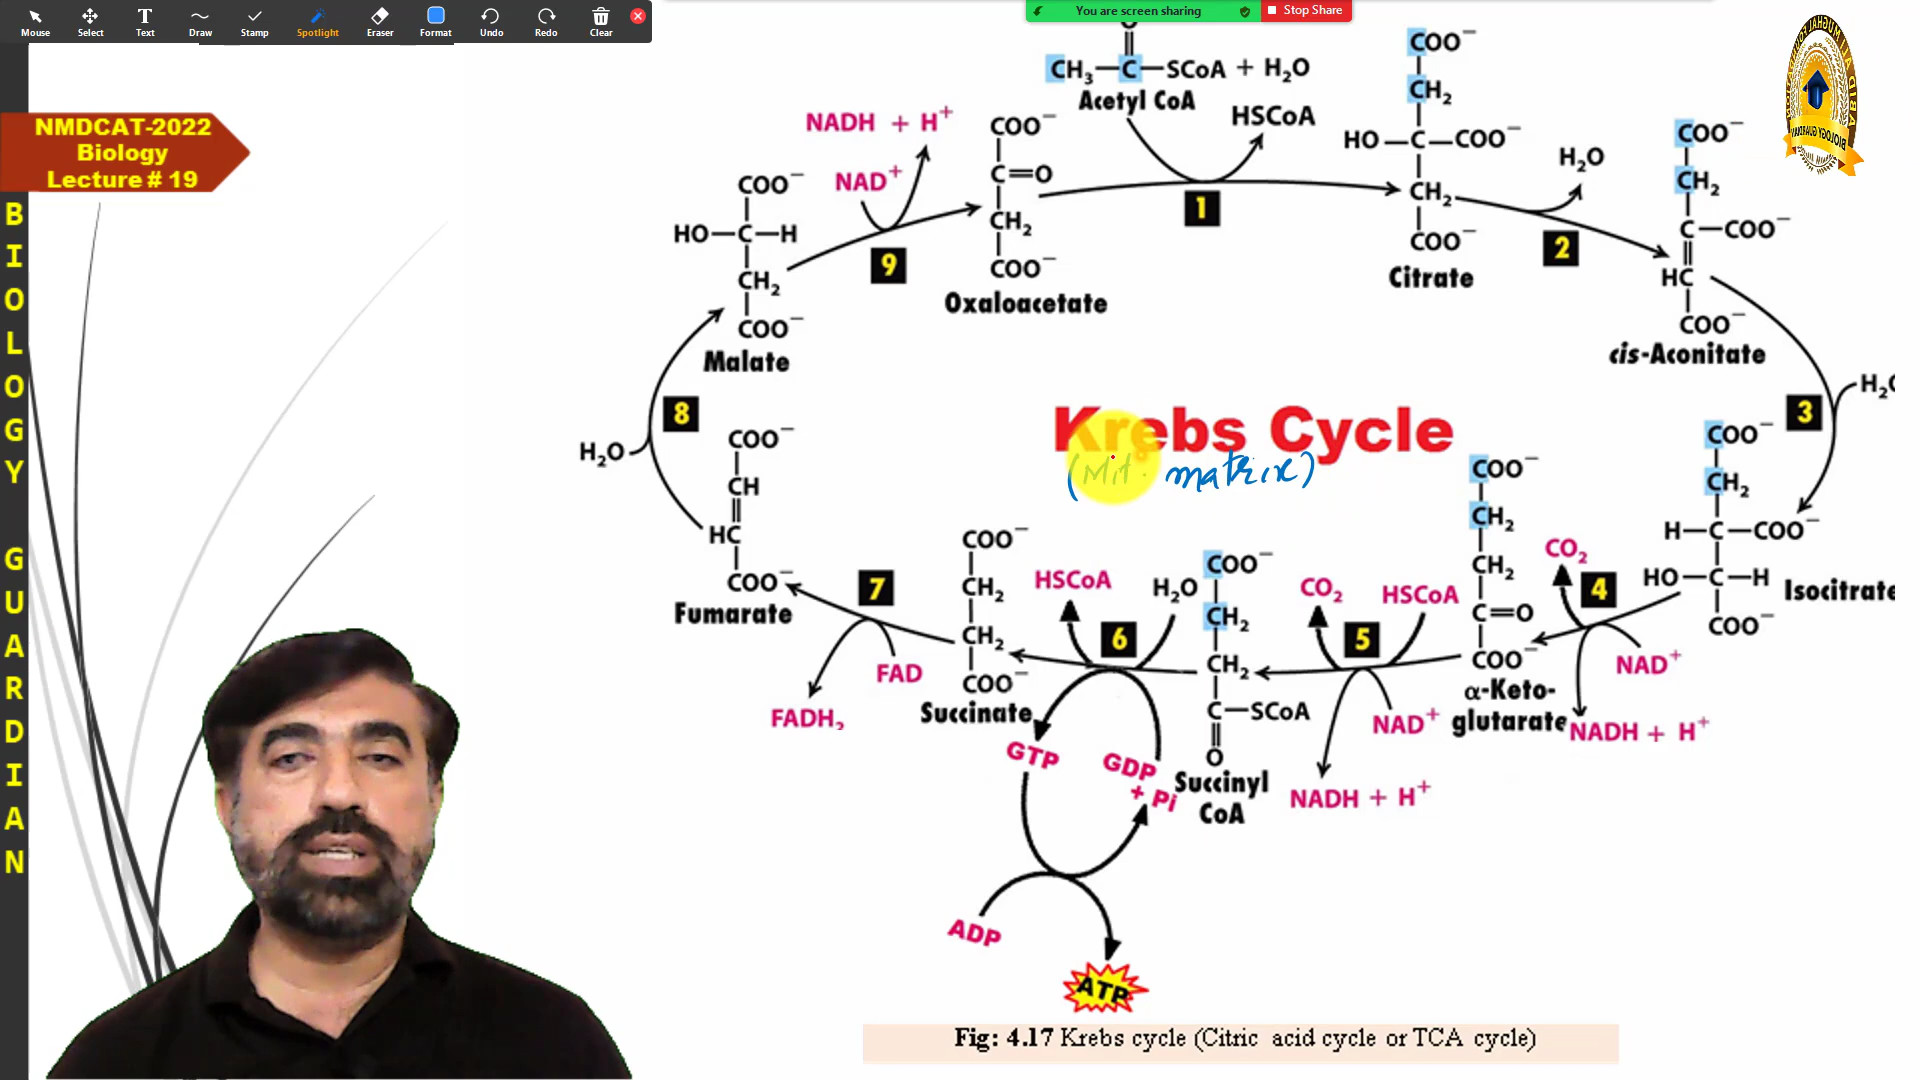 Mouse
Select
Text
Draw
Stamp
Spotlight
Eraser
Format
Undo
Redo
Clear
You are screen sharing
Stop Share
NMDCAT-2022
Biology
Lecture # 19
BIOLOGY GUARDIAN
CH₃—C—SCoA + H₂O
Acetyl CoA
HSCoA
1
COO⁻
CH₂
HO—C—COO⁻
CH₂
COO⁻
Citrate
H₂O
2
COO⁻
CH₂
C—COO⁻
HC
COO⁻
cis-Aconitate
3
COO⁻
CH₂
H—C—COO⁻
HO—C—H
COO⁻
Isocitrate
CO₂
4
NAD⁺
NADH + H⁺
COO⁻
CH₂
CH₂
C=O
COO⁻
α-Keto-
glutarate
CO₂
HSCoA
5
NAD⁺
NADH + H⁺
COO⁻
CH₂
CH₂
C—SCoA
O
Succinyl
CoA
HSCoA
H₂O
6
GTP
GDP
+ Pi
ADP
ATP
COO⁻
CH₂
CH₂
COO⁻
Succinate
7
FAD
FADH₂
COO⁻
CH
HC
COO⁻
Fumarate
H₂O
8
COO⁻
HO—C—H
CH₂
COO⁻
Malate
NADH + H⁺
NAD⁺
9
COO⁻
C=O
CH₂
COO⁻
Oxaloacetate
Krebs Cycle
(Mit. matrix)
Fig: 4.17 Krebs cycle (Citric acid cycle or TCA cycle)